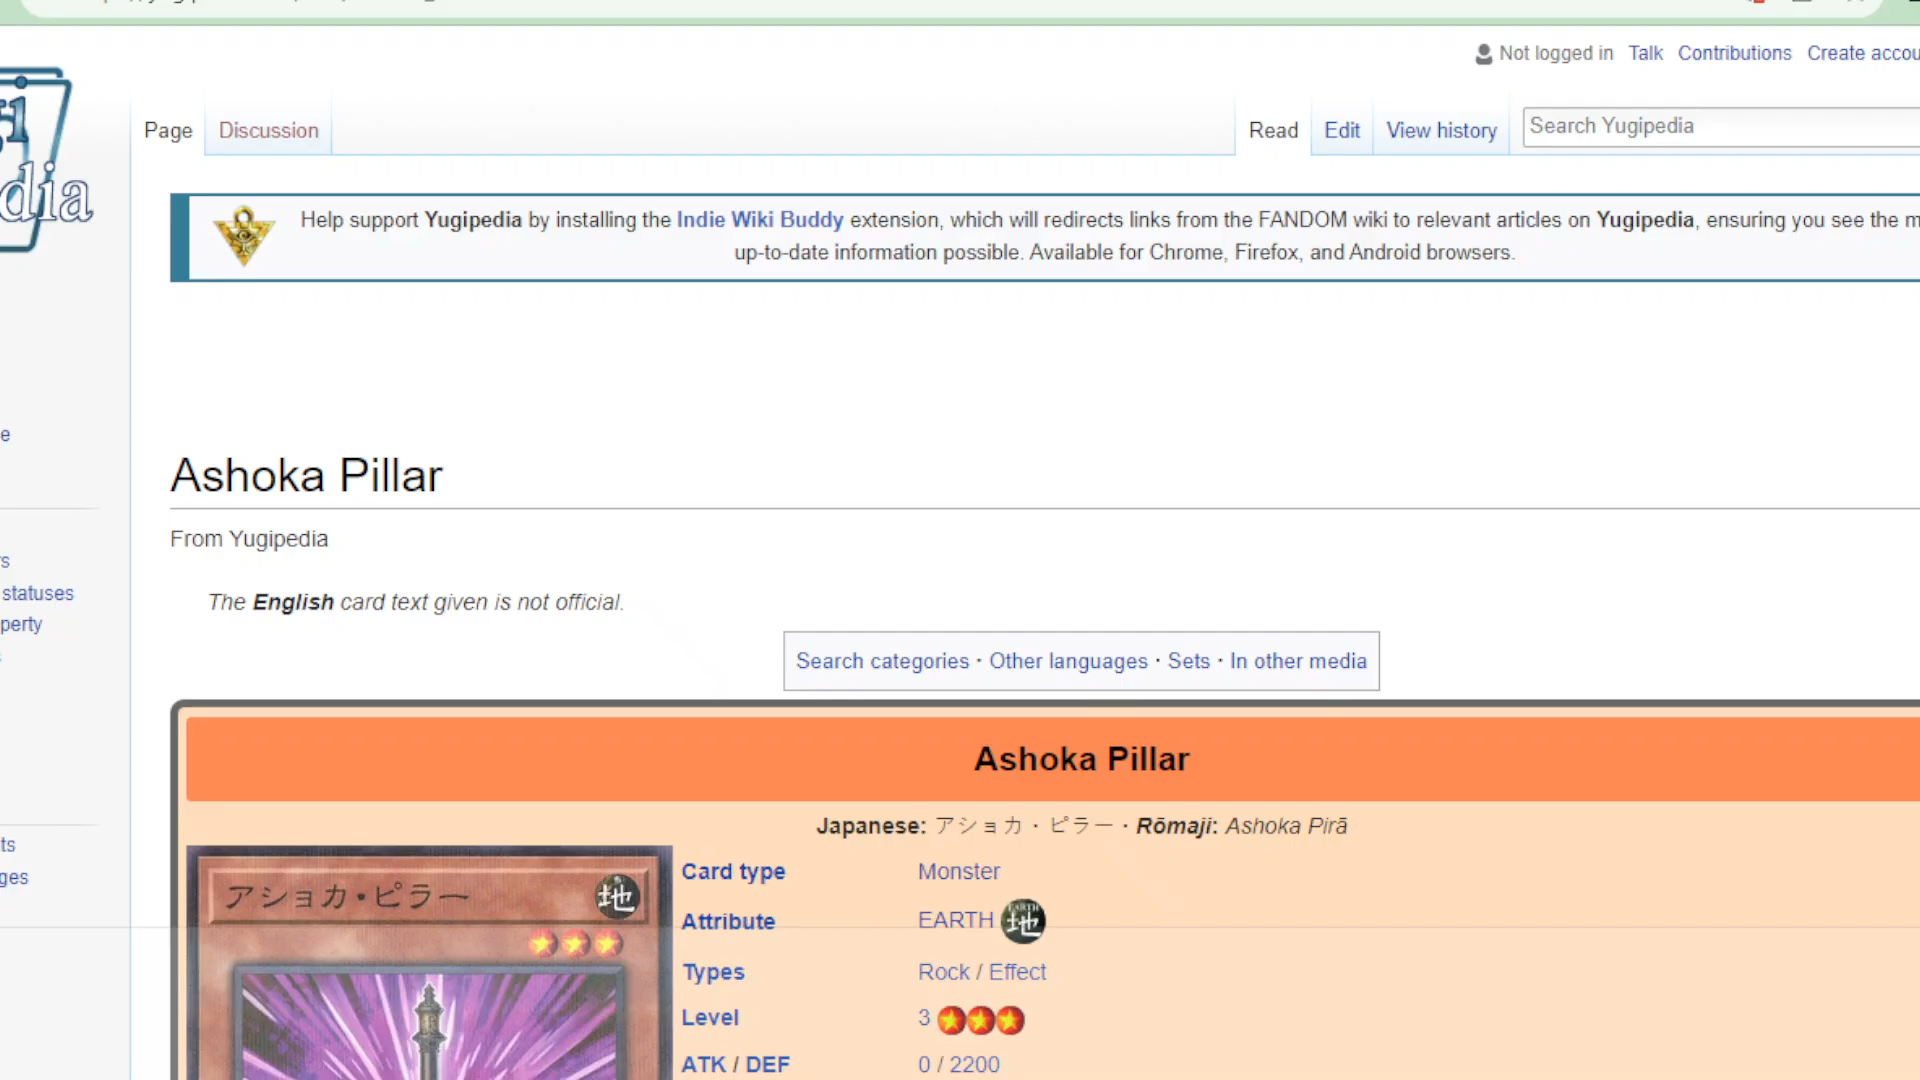 Not logged in Talk Contributions Create accou
Page Discussion Read Edit View history Search Yugipedia
Help support Yugipedia by installing the Indie Wiki Buddy extension, which will redirects links from the FANDOM wiki to relevant articles on Yugipedia, ensuring you see the m
up-to-date information possible. Available for Chrome, Firefox, and Android browsers.
dia
e
Ashoka Pillar
From Yugipedia
statuses
perty
The English card text given is not official.
Search categories · Other languages · Sets · In other media
Ashoka Pillar
Japanese: アショカ・ピラー · Rōmaji: Ashoka Pirā
ts
ges
アショカ・ピラー 地
Card type Monster
Attribute EARTH EARTH 地
Types Rock / Effect
Level 3
ATK / DEF 0 / 2200